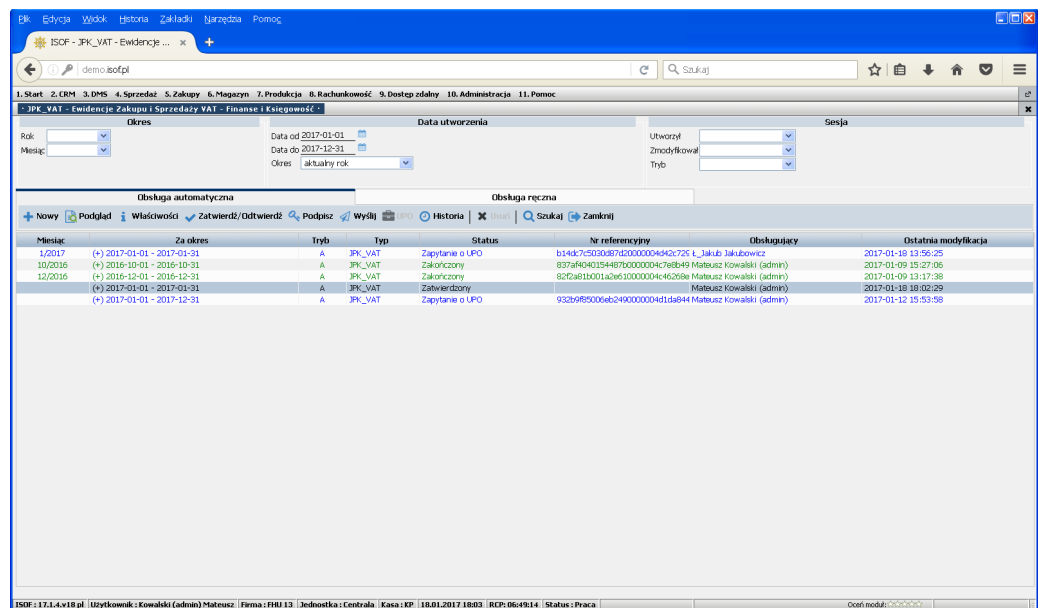 Plik Edycja Widok Historia Zakładki Narzędzia Pomoc
ISOF - JPK_VAT - Ewidencje ... × +
demo.isof.pl Szukaj
1. Start 2. CRM 3. DMS 4. Sprzedaż 5. Zakupy 6. Magazyn 7. Produkcja 8. Rachunkowość 9. Dostęp zdalny 10. Administracja 11. Pomoc
· JPK_VAT - Ewidencje Zakupu i Sprzedaży VAT - Finanse i Księgowość ·
Okres Data utworzenia Sesja
Rok Data od 2017-01-01 Utworzył
Miesiąc Data do 2017-12-31 Zmodyfikował
Okres aktualny rok Tryb
Obsługa automatyczna Obsługa ręczna
Nowy Podgląd Właściwości Zatwierdź/Odtwierdź Podpisz Wyślij UPO Historia | Usuń | Szukaj Zamknij
Miesiąc Za okres Tryb Typ Status Nr referencyjny Obsługujący Ostatnia modyfikacja
1/2017 (+) 2017-01-01 - 2017-01-31 A JPK_VAT Zapytanie o UPO b14dc7c5030d87d20000004d42c729 Ł_Jakub Jakubowicz 2017-01-18 13:56:25
10/2016 (+) 2016-10-01 - 2016-10-31 A JPK_VAT Zakończony 837af4040154487b0000004c7e8b49 Mateusz Kowalski (admin) 2017-01-09 15:27:06
12/2016 (+) 2016-12-01 - 2016-12-31 A JPK_VAT Zakończony 82f2a81b001a2e610000004c46268e Mateusz Kowalski (admin) 2017-01-09 13:17:38
(+) 2017-01-01 - 2017-01-31 A JPK_VAT Zatwierdzony Mateusz Kowalski (admin) 2017-01-18 18:02:29
(+) 2017-01-01 - 2017-12-31 A JPK_VAT Zapytanie o UPO 932b9f85006eb2490000004d1da844 Mateusz Kowalski (admin) 2017-01-12 15:53:58
ISOF : 17.1.4.v18 pl Użytkownik : Kowalski (admin) Mateusz Firma : FHU 13 Jednostka : Centrala Kasa : KP 18.01.2017 18:03 RCP: 06:49:14 Status : Praca Oceń moduł: